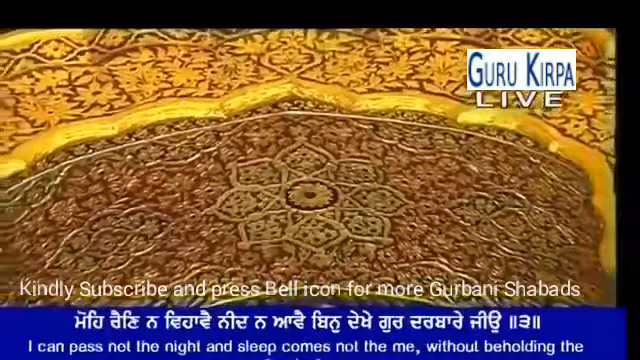 GURU KIRPA
LIVE
Kindly Subscribe and press Bell icon for more Gurbani Shabads
ਮੋਹਿ ਰੈਣਿ ਨ ਵਿਹਾਵੈ ਨੀਦ ਨ ਆਵੈ ਬਿਨੁ ਦੇਖੇ ਗੁਰ ਦਰਬਾਰੇ ਜੀਉ ॥੩॥
I can pass not the night and sleep comes not the me, without beholding the